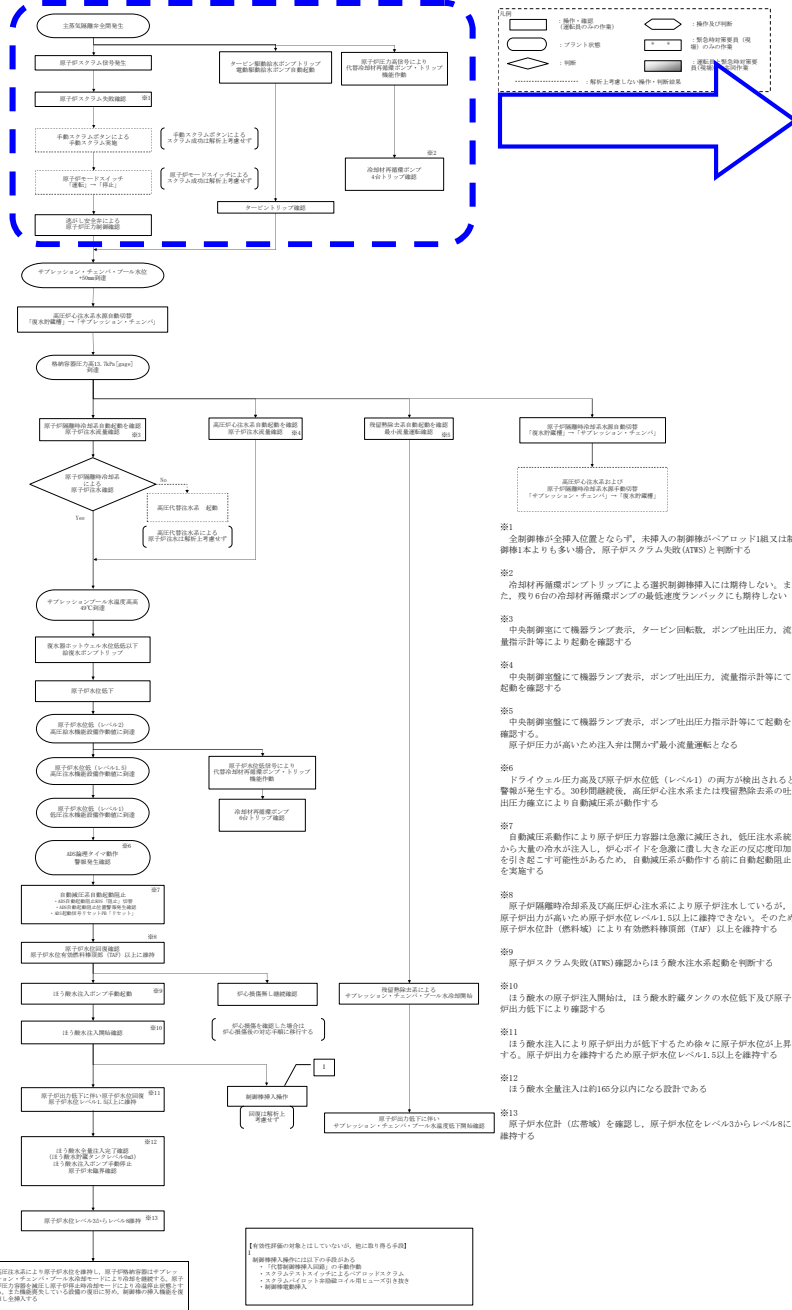 主蒸気隔離弁全閉発生
原子炉スクラム信号発生
タービン駆動給水ポンプトリップ
電動駆動給水ポンプ自動起動
原子炉圧力高信号により
代替冷却材再循環ポンプ・トリップ
機能作動
原子炉スクラム失敗確認
※1
手動スクラムボタンによる
手動スクラム実施
手動スクラムボタンによる
スクラム成功は解析上考慮せず
原子炉モードスイッチ
「運転」→「停止」
原子炉モードスイッチによる
スクラム成功は解析上考慮せず
※2
冷却材再循環ポンプ
4台トリップ確認
タービントリップ確認
逃がし安全弁による
原子炉圧力制御確認
凡例
:操作・確認
(運転員のみの作業)
:操作及び判断
:プラント状態
:緊急時対策要員(現
場)のみの作業
:判断
:解析上考慮しない操作・判断結果
サプレッション・チェンバ・プール水位
+50mm到達
高圧炉心注水系水源自動切替
「復水貯蔵槽」→「サプレッション・チェンバ」
格納容器圧力高13.7kPa[gage]
到達
原子炉隔離時冷却系自動起動を確認
原子炉注水流量確認
※3
高圧炉心注水系自動起動を確認
原子炉注水流量確認
※4
残留熱除去系自動起動を確認
最小流量運転確認
※5
原子炉隔離時冷却系水源自動切替
「復水貯蔵槽」→「サプレッション・チェンバ」
原子炉隔離時冷却系
による
原子炉注水確認
No
Yes
高圧代替注水系 起動
高圧代替注水系による
原子炉注水は解析上考慮せず
高圧炉心注水系および
原子炉隔離時冷却系水源手動切替
「サプレッション・チェンバ」→「復水貯蔵槽」
サプレッションプール水温度高高
49℃到達
復水器ホットウェル水位低低以下
給復水ポンプトリップ
原子炉水位低下
原子炉水位低(レベル2)
高圧給水機能設備作動値に到達
原子炉水位低(レベル1.5)
高圧注水機能設備作動値に到達
原子炉水位低信号により
代替冷却材再循環ポンプ・トリップ
機能作動
原子炉水位低(レベル1)
低圧注水機能設備作動値に到達
冷却材再循環ポンプ
6台トリップ確認
※6
ADS論理タイマ動作
警報発生確認
※7
自動減圧系自動起動阻止
※8
原子炉水位回復確認
原子炉水位有効燃料棒頂部(TAF)以上に維持
ほう酸水注入ポンプ手動起動
※9
炉心損傷無し継続確認
残留熱除去系による
サプレッション・チェンバ・プール水冷却開始
ほう酸水注入開始確認
※10
炉心損傷を確認した場合は
炉心損傷後の対応手順に移行する
1
原子炉出力低下に伴い原子炉水位回復
原子炉水位レベル1.5以上に維持
※11
制御棒挿入操作
回復は解析上
考慮せず
原子炉出力低下に伴い
サプレッション・チェンバ・プール水温度低下開始確認
※12
ほう酸水全量注入完了確認
(ほう酸水貯蔵タンクレベル0m3)
ほう酸水注入ポンプ手動停止
原子炉未臨界確認
原子炉水位レベル3からレベル8維持
※13
※1
全制御棒が全挿入位置とならず,未挿入の制御棒がペアロッド1組又は制
御棒1本よりも多い場合,原子炉スクラム失敗(ATWS)と判断する
※2
冷却材再循環ポンプトリップによる選択制御棒挿入には期待しない。ま
た,残り6台の冷却材再循環ポンプの最低速度ランバックにも期待しない
※3
中央制御室にて機器ランプ表示,タービン回転数,ポンプ吐出圧力,流
量指示計等により起動を確認する
※4
中央制御室盤にて機器ランプ表示,ポンプ吐出圧力,流量指示計等にて
起動を確認する
※5
中央制御室盤にて機器ランプ表示,ポンプ吐出圧力指示計等にて起動を
確認する。
原子炉圧力が高いため注入弁は開かず最小流量運転となる
※6
ドライウェル圧力高及び原子炉水位低(レベル1)の両方が検出されると
警報が発生する。30秒間継続後,高圧炉心注水系または残留熱除去系の吐
出圧力確立により自動減圧系が動作する
※7
自動減圧系動作により原子炉圧力容器は急激に減圧され,低圧注水系統
から大量の冷水が注入し,炉心ボイドを急激に潰し大きな正の反応度印加
を引き起こす可能性があるため,自動減圧系が動作する前に自動起動阻止
を実施する
※8
原子炉隔離時冷却系及び高圧炉心注水系により原子炉注水しているが,
原子炉出力が高いため原子炉水位レベル1.5以上に維持できない。そのため
原子炉水位計(燃料域)により有効燃料棒頂部(TAF)以上を維持する
※9
原子炉スクラム失敗(ATWS)確認からほう酸水注水系起動を判断する
※10
ほう酸水の原子炉注入開始は,ほう酸水貯蔵タンクの水位低下及び原子
炉出力低下により確認する
※11
ほう酸水注入により原子炉出力が低下するため徐々に原子炉水位が上昇
する。原子炉出力を維持するため原子炉水位レベル1.5以上を維持する
※12
ほう酸水全量注入は約165分以内になる設計である
※13
原子炉水位計(広帯域)を確認し,原子炉水位をレベル3からレベル8に
維持する
【有効性評価の対象とはしていないが,他に取り得る手段】
1
制御棒挿入操作には以下の手段がある
・「代替制御棒挿入回路」の手動作動
・スクラムテストスイッチによるペアロッドスクラム
・スクラムパイロット弁電磁コイル用ヒューズ引き抜き
・制御棒電動挿入